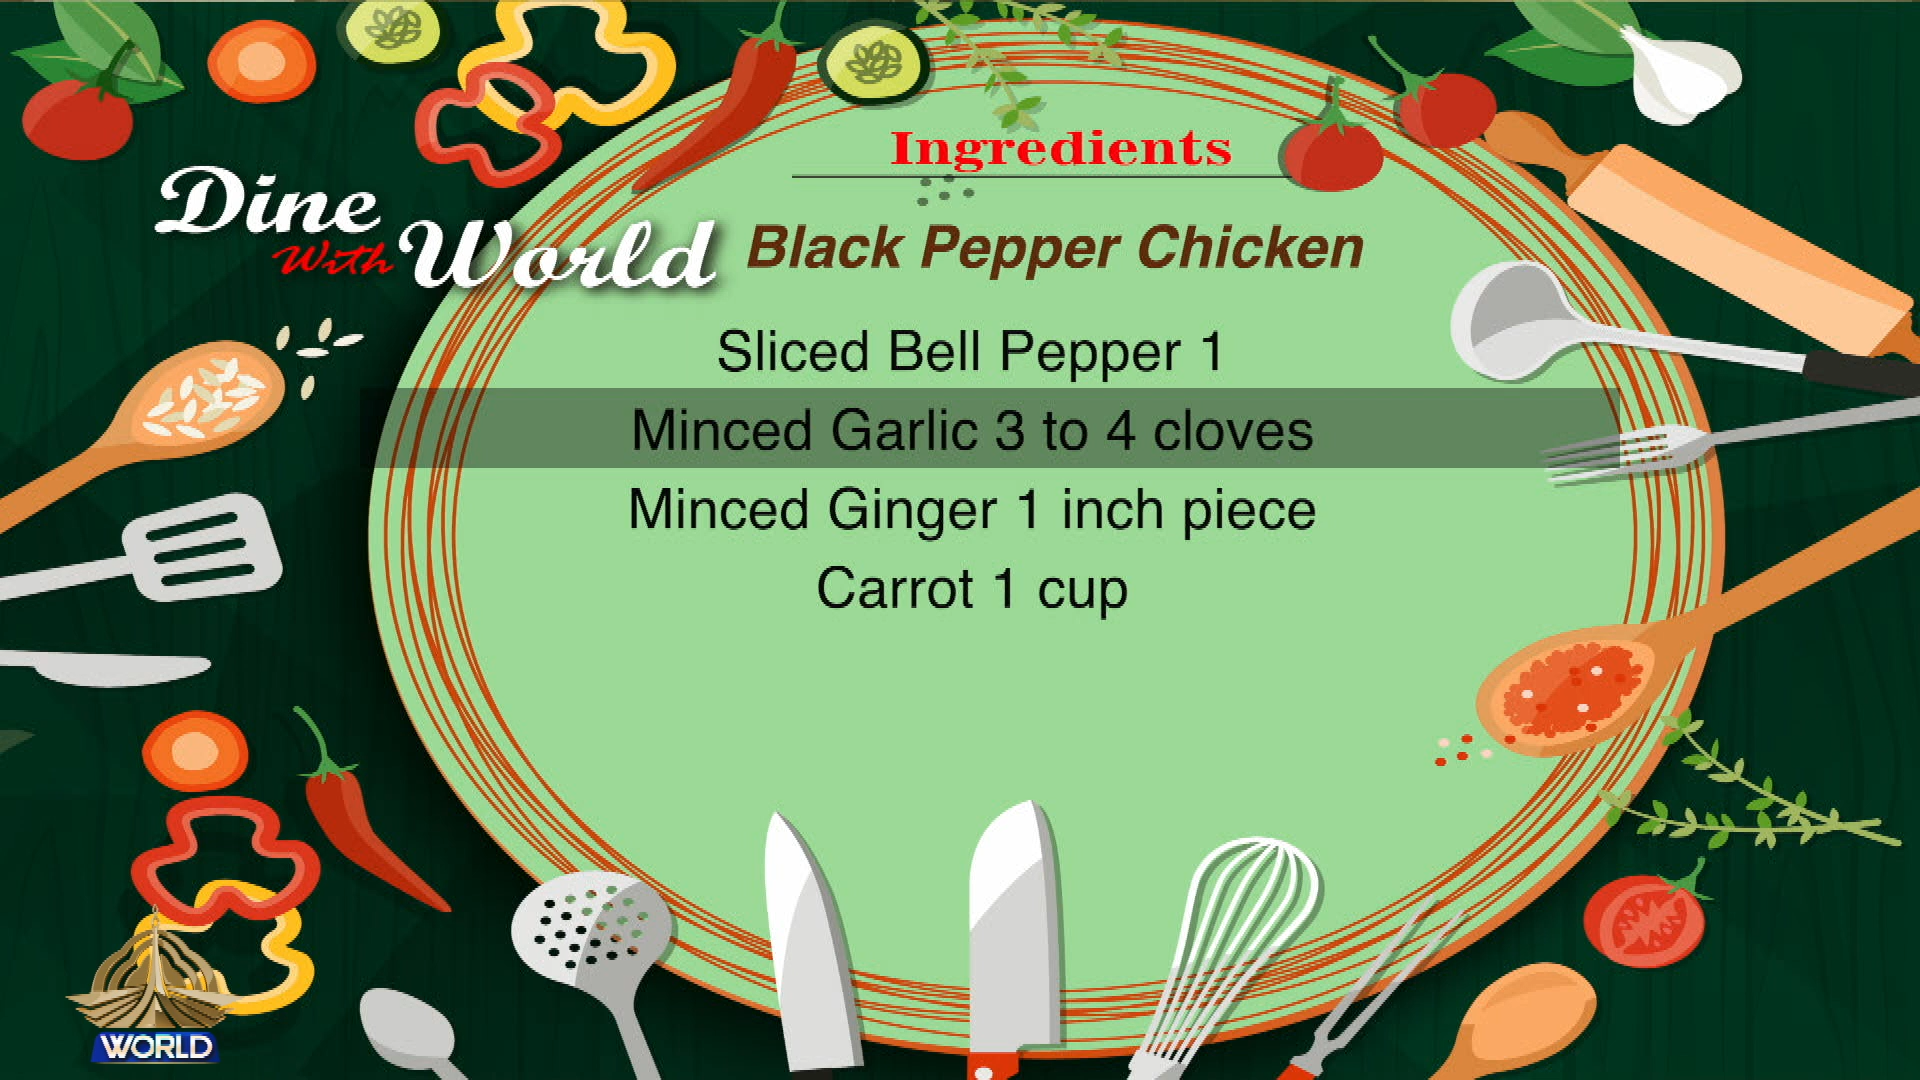 Ingredients
Dine
With World
Black Pepper Chicken
Sliced Bell Pepper 1
Minced Garlic 3 to 4 cloves
Minced Ginger 1 inch piece
Carrot 1 cup
WORLD